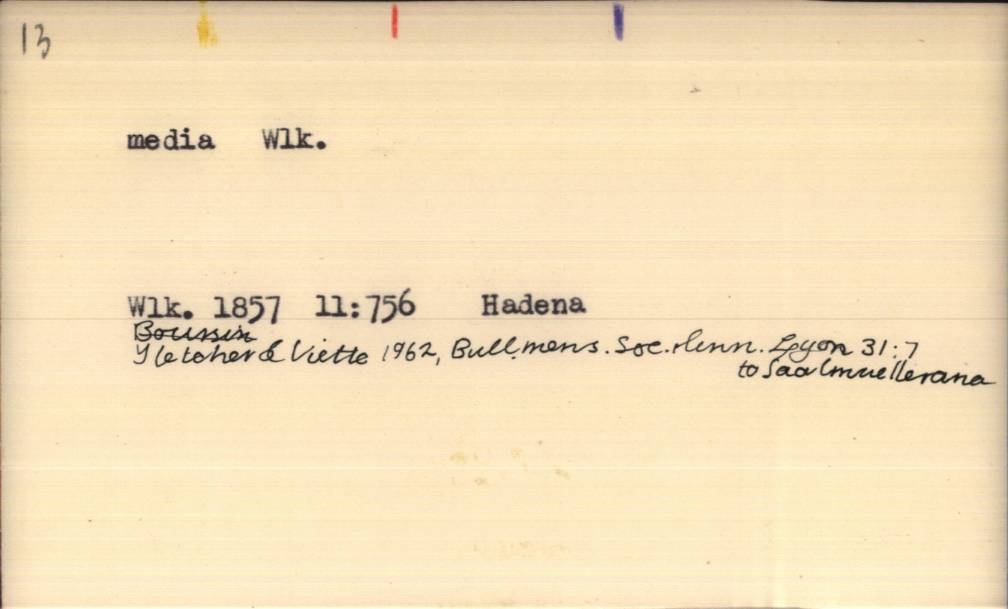 13
media Wlk.
Wlk. 1857 11:756 Hadena
Boursin
Fletcher & Viette 1962, Bull. mens. Soc. linn. Lyon 31:7
to Saalmuellerana